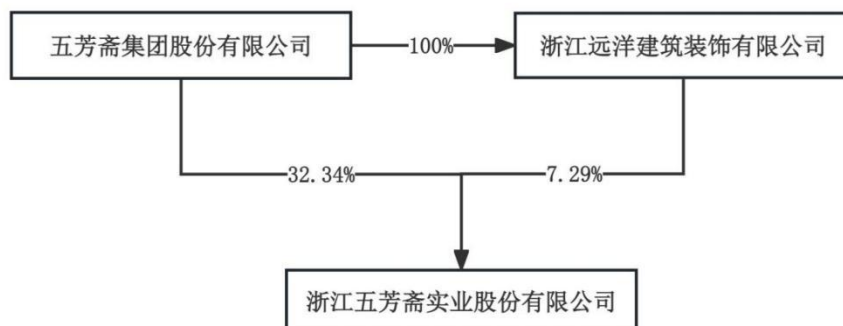 五芳斋集团股份有限公司
100%
浙江远洋建筑装饰有限公司
32.34%
7.29%
浙江五芳斋实业股份有限公司